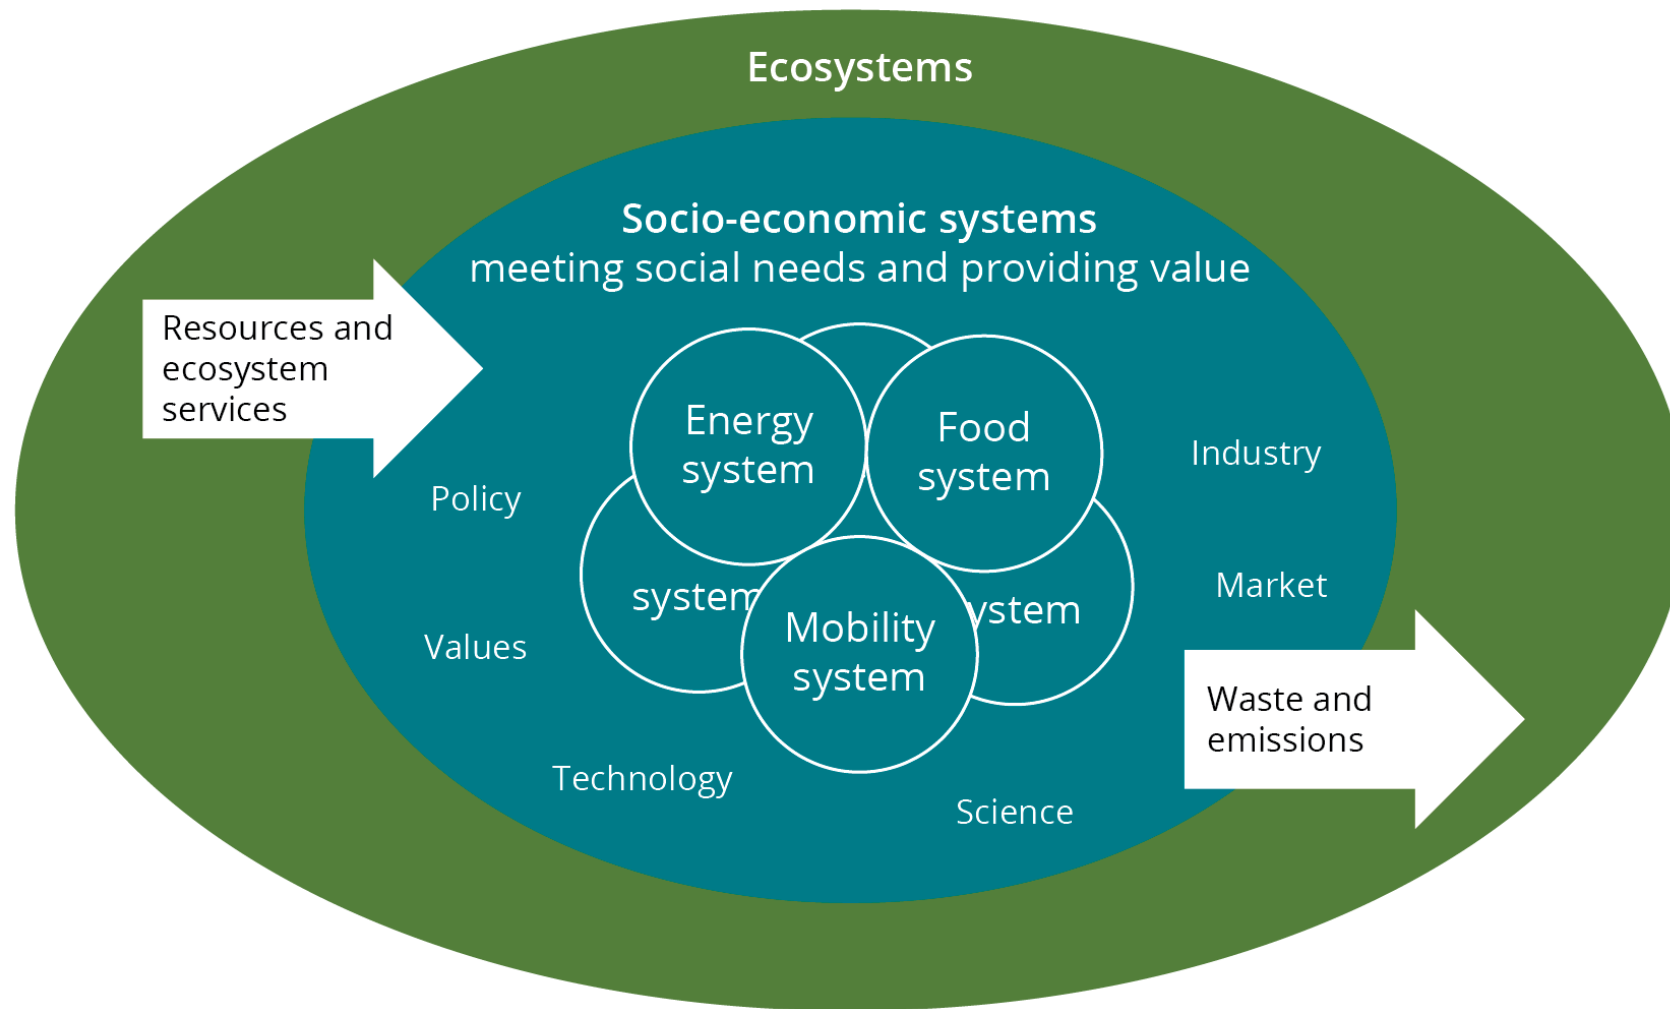 Ecosystems
Socio-economic systems
meeting social needs and providing value
Resources and
ecosystem
services
Energy
system
Food
system
Industry
Policy
Market
system
Mobility
system
ystem
Values
Waste and
emissions
Technology
Science